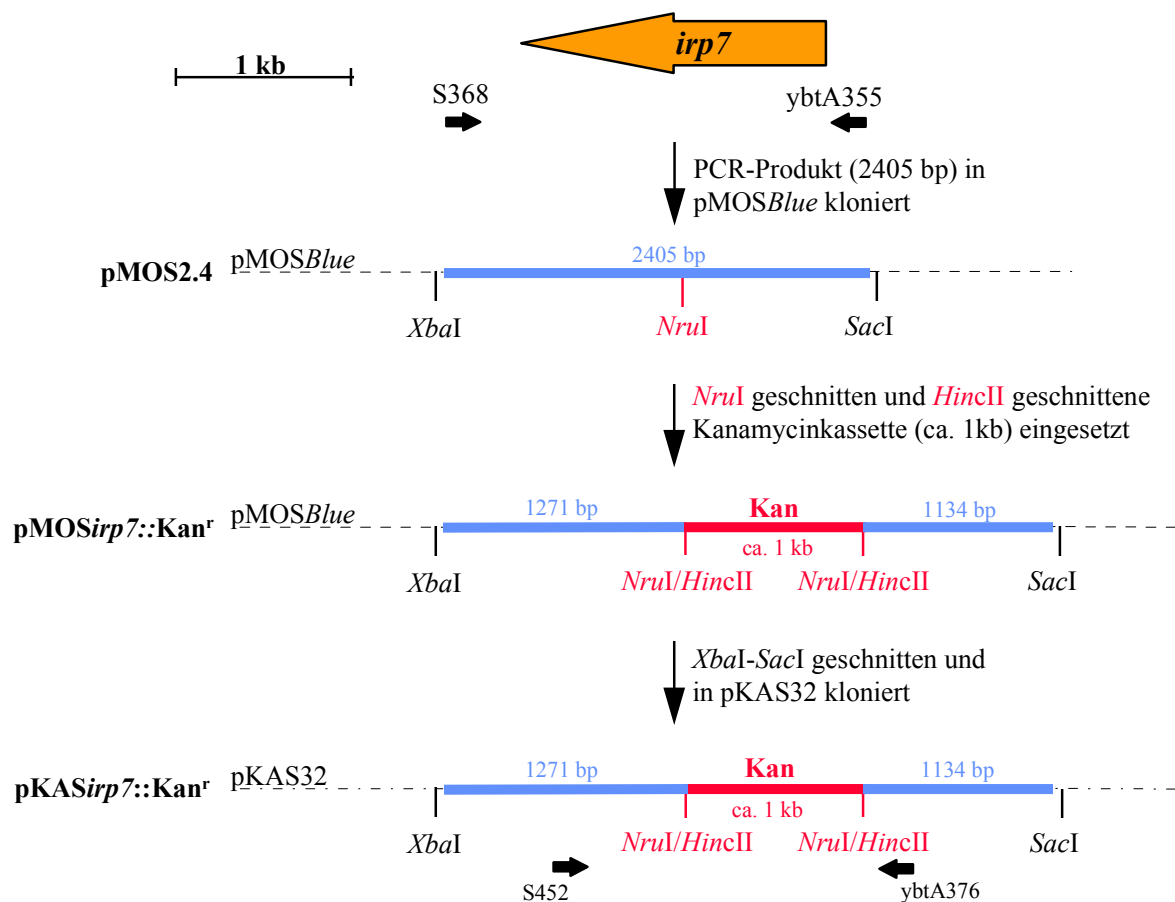 irp7
1 kb
S368
ybtA355
PCR-Produkt (2405 bp) in
pMOSBlue kloniert
pMOS2.4
pMOSBlue
2405 bp
XbaI
NruI
SacI
NruI geschnitten und HincII geschnittene
Kanamycinkassette (ca. 1kb) eingesetzt
pMOSirp7::Kanʳ
pMOSBlue
1271 bp
Kan
1134 bp
ca. 1 kb
XbaI
NruI/HincII
NruI/HincII
SacI
XbaI-SacI geschnitten und
in pKAS32 kloniert
pKASirp7::Kanʳ
pKAS32
1271 bp
Kan
1134 bp
ca. 1 kb
XbaI
NruI/HincII
NruI/HincII
SacI
S452
ybtA376